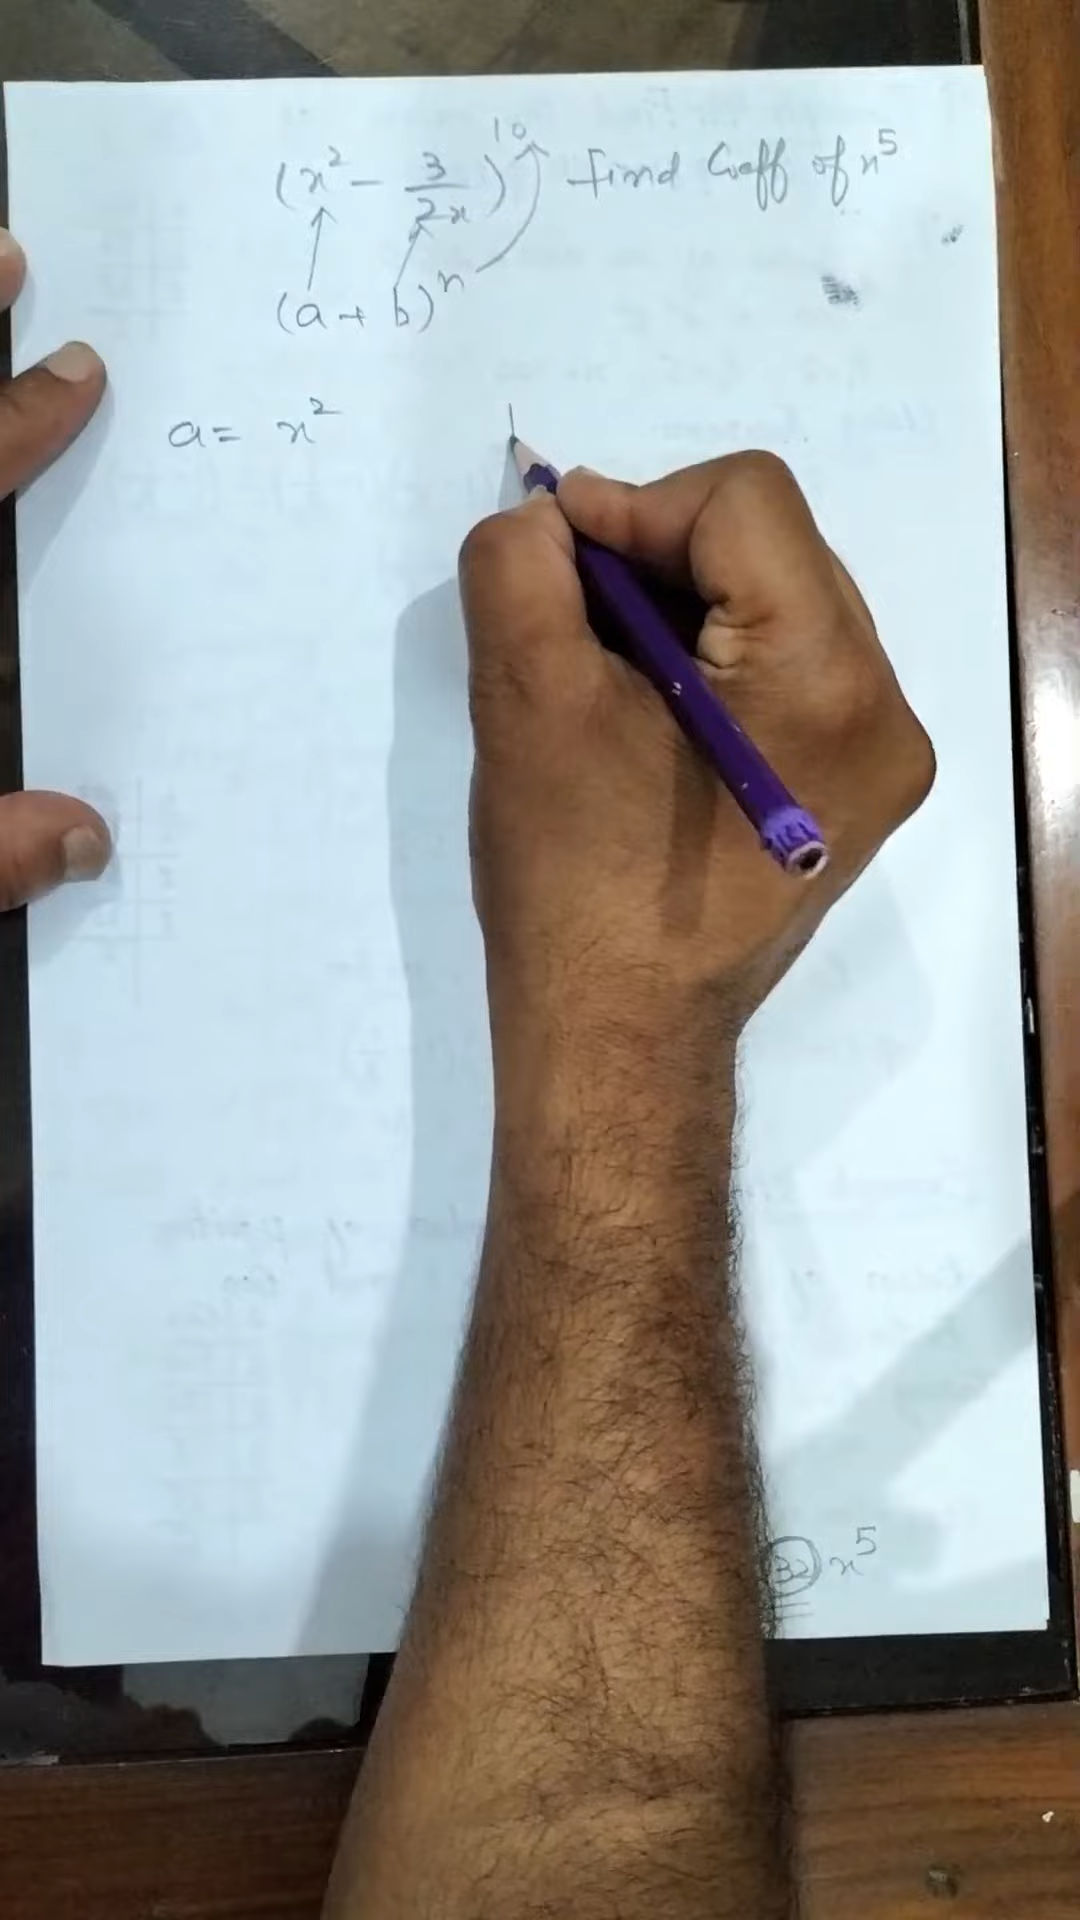 (x² - 3/2x)¹⁰ find Coeff of x⁵
(a + b)ⁿ
a = x²
32 x⁵